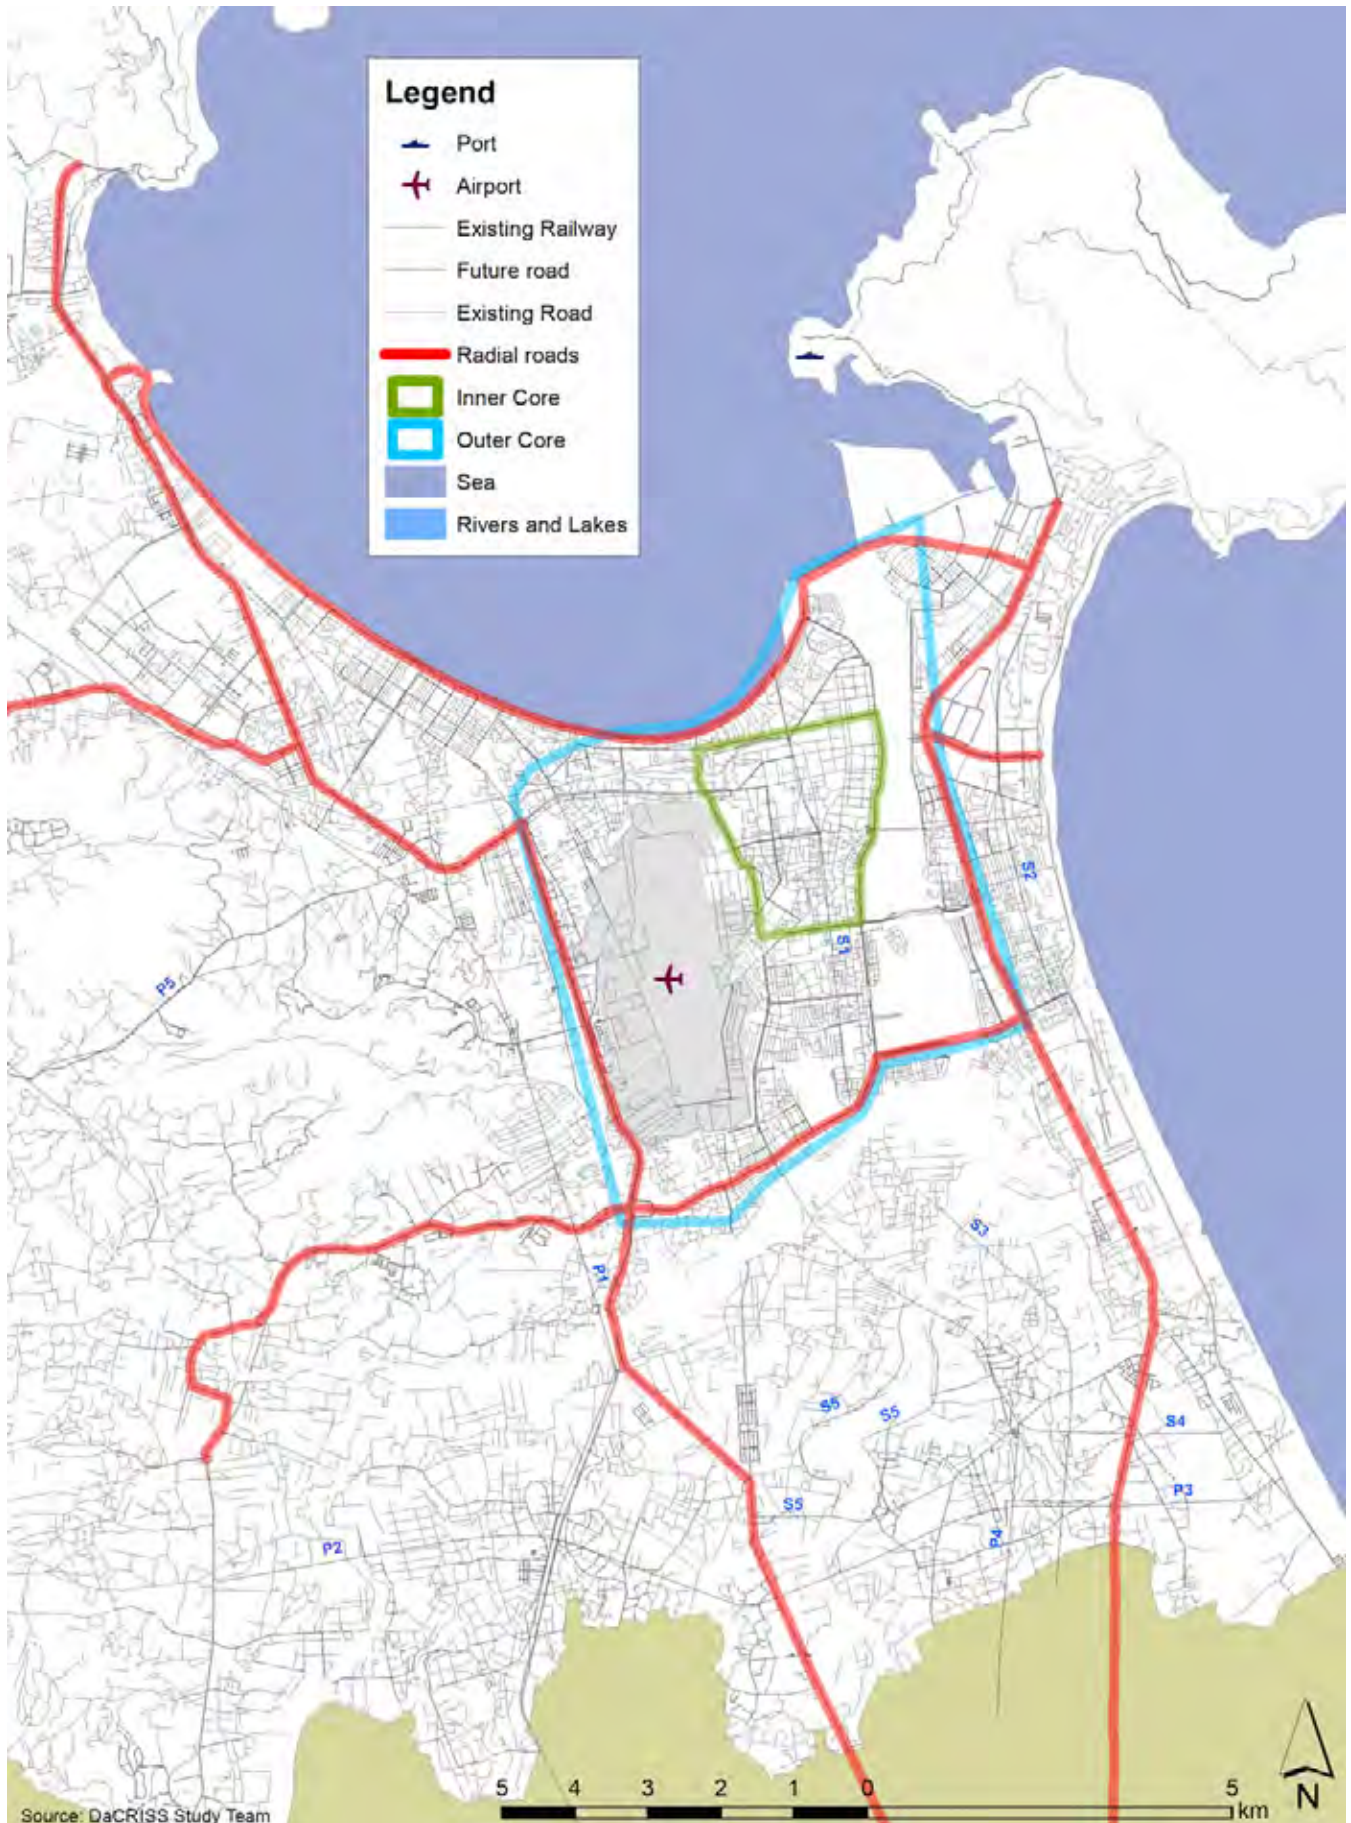 Legend
Port
Airport
Existing Railway
Future road
Existing Road
Radial roads
Inner Core
Outer Core
Sea
Rivers and Lakes
S2
S1
P5
S3
P1
S5
S5
S4
P3
S5
P4
P2
5 4 3 2 1 0 5
km
N
Source: DaCRISS Study Team